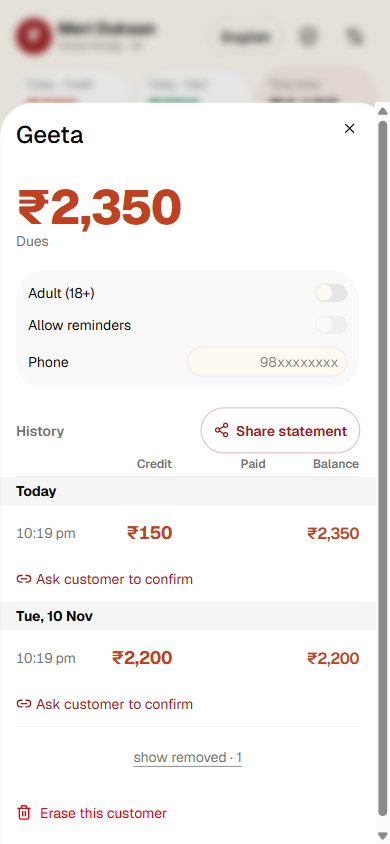 Meri Dukaan
English
Geeta
₹2,350
Dues
Adult (18+)
Allow reminders
Phone 98xxxxxxxx
History Share statement
Credit Paid Balance
Today
10:19 pm ₹150 ₹2,350
Ask customer to confirm
Tue, 10 Nov
10:19 pm ₹2,200 ₹2,200
Ask customer to confirm
show removed · 1
Erase this customer